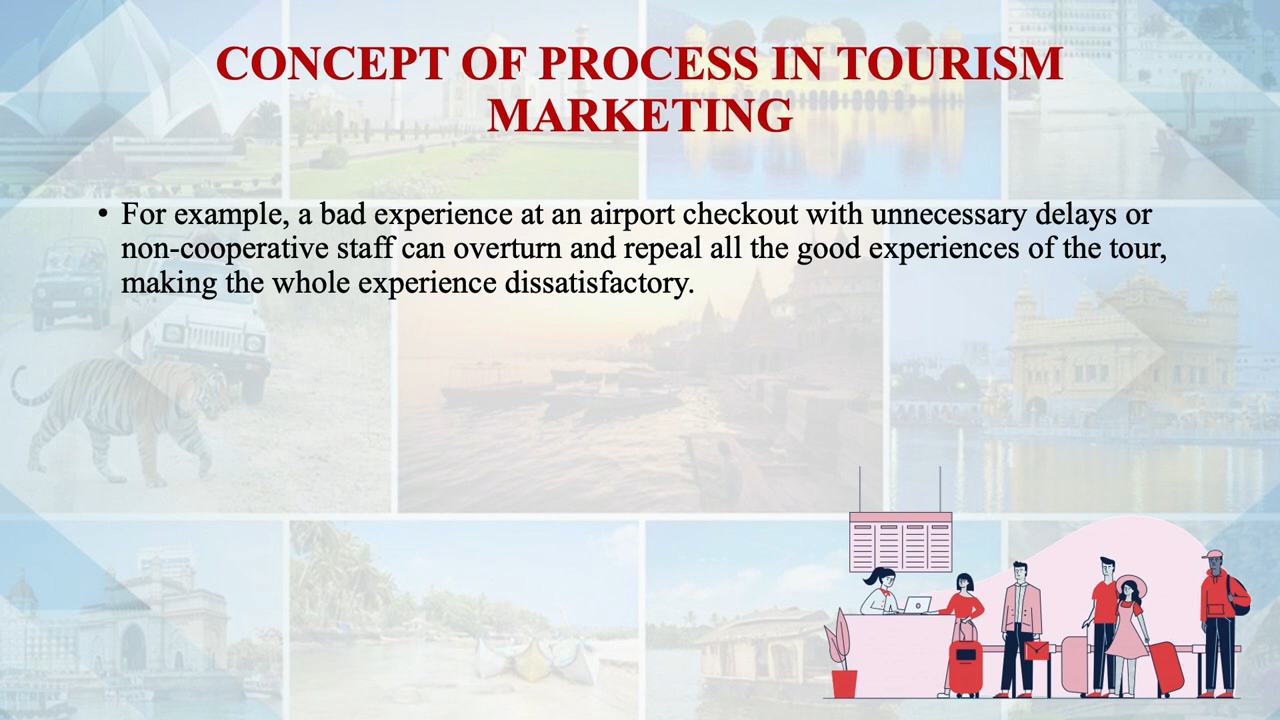 CONCEPT OF PROCESS IN TOURISM
MARKETING
• For example, a bad experience at an airport checkout with unnecessary delays or
non-cooperative staff can overturn and repeal all the good experiences of the tour,
making the whole experience dissatisfactory.